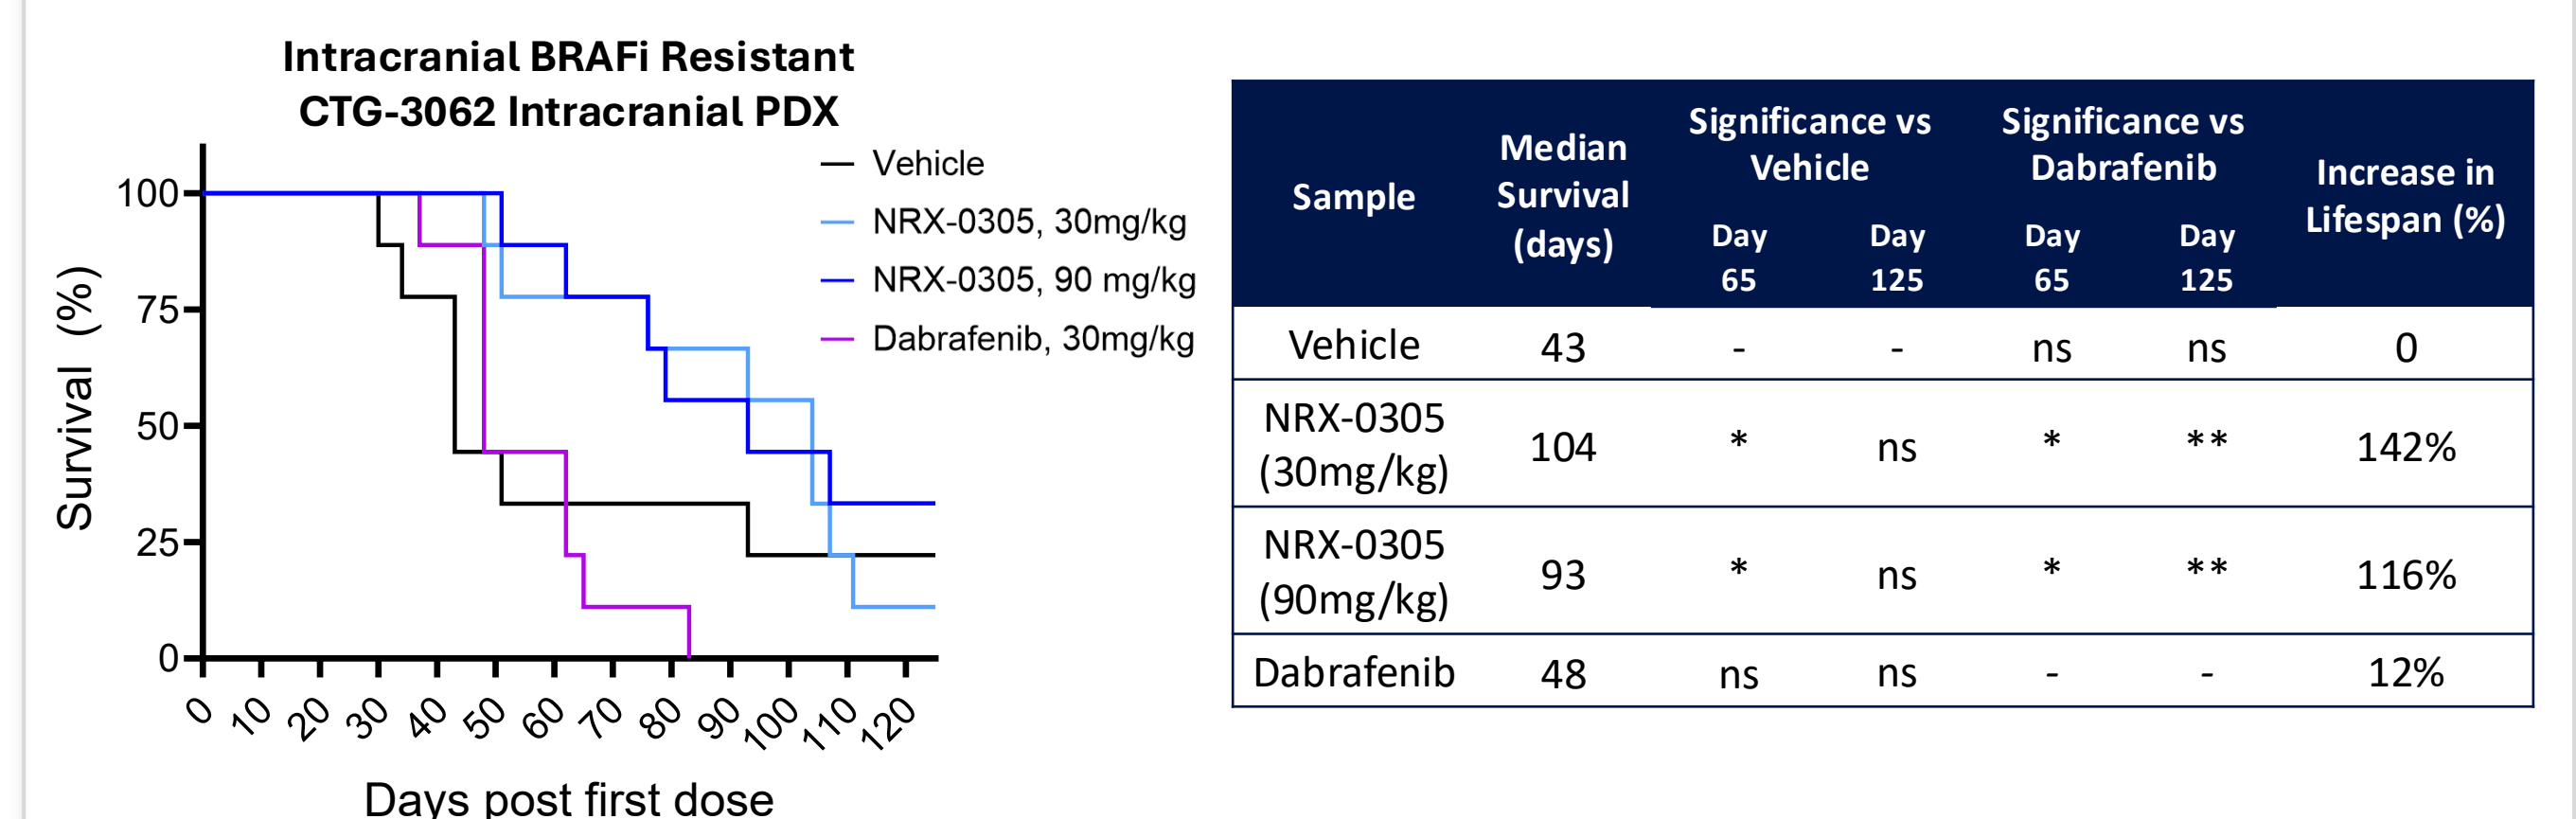 Intracranial BRAFi Resistant
CTG-3062 Intracranial PDX
Vehicle
NRX-0305, 30mg/kg
NRX-0305, 90 mg/kg
Dabrafenib, 30mg/kg
Survival (%)
100
75
50
25
0
0 10 20 30 40 50 60 70 80 90 100 110 120
Days post first dose
Sample
Median
Survival
(days)
Significance vs
Vehicle
Day
65
Day
125
Significance vs
Dabrafenib
Day
65
Day
125
Increase in
Lifespan (%)
Vehicle 43 - - ns ns 0
NRX-0305
(30mg/kg)
104 * ns * ** 142%
NRX-0305
(90mg/kg)
93 * ns * ** 116%
Dabrafenib 48 ns ns - - 12%